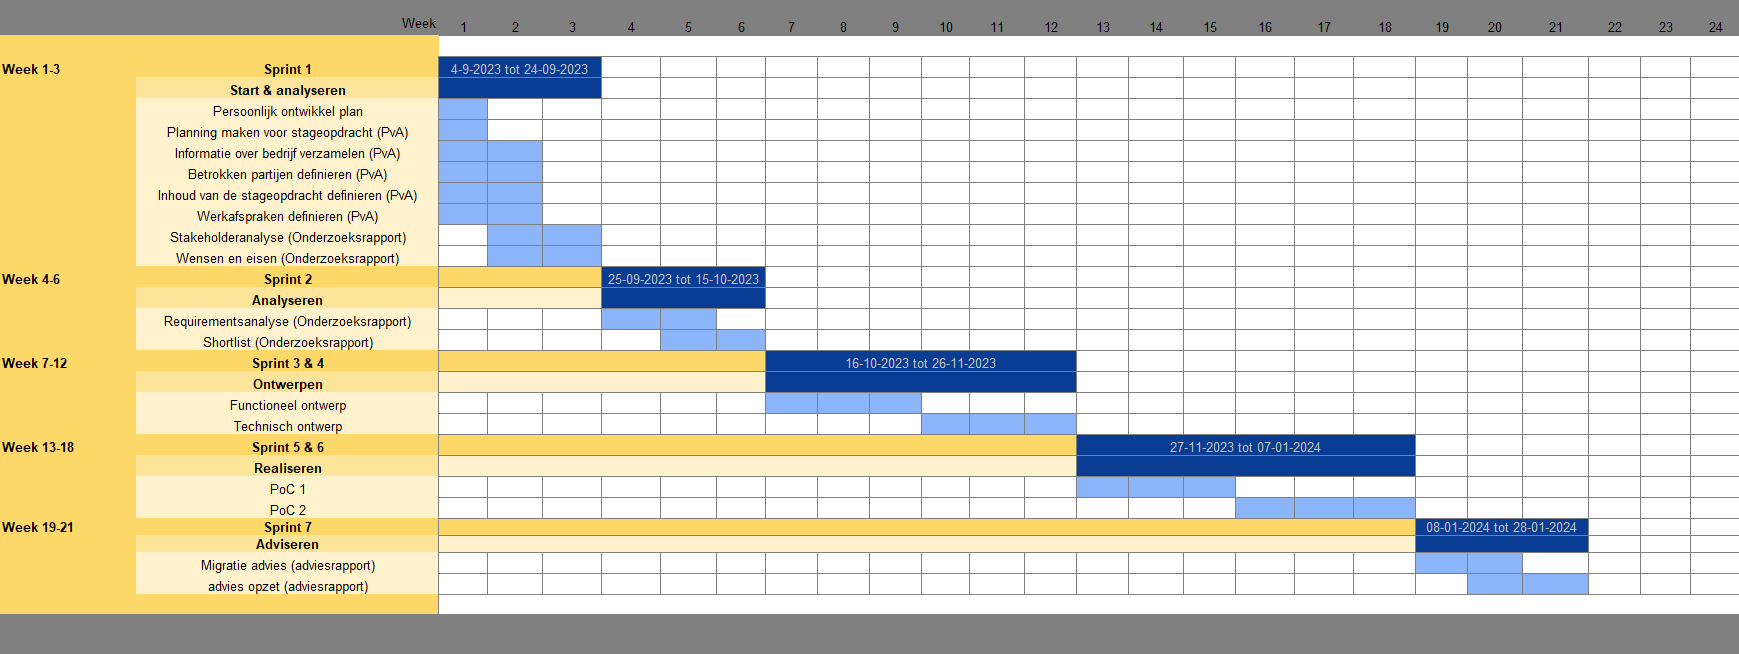 Week 1 2 3 4 5 6 7 8 9 10 11 12 13 14 15 16 17 18 19 20 21 22 23 24
Week 1-3 Sprint 1 4-9-2023 tot 24-09-2023
Start & analyseren
Persoonlijk ontwikkel plan
Planning maken voor stageopdracht (PvA)
Informatie over bedrijf verzamelen (PvA)
Betrokken partijen definieren (PvA)
Inhoud van de stageopdracht definieren (PvA)
Werkafspraken definieren (PvA)
Stakeholderanalyse (Onderzoeksrapport)
Wensen en eisen (Onderzoeksrapport)
Week 4-6 Sprint 2 25-09-2023 tot 15-10-2023
Analyseren
Requirementsanalyse (Onderzoeksrapport)
Shortlist (Onderzoeksrapport)
Week 7-12 Sprint 3 & 4 16-10-2023 tot 26-11-2023
Ontwerpen
Functioneel ontwerp
Technisch ontwerp
Week 13-18 Sprint 5 & 6 27-11-2023 tot 07-01-2024
Realiseren
PoC 1
PoC 2
Week 19-21 Sprint 7 08-01-2024 tot 28-01-2024
Adviseren
Migratie advies (adviesrapport)
advies opzet (adviesrapport)